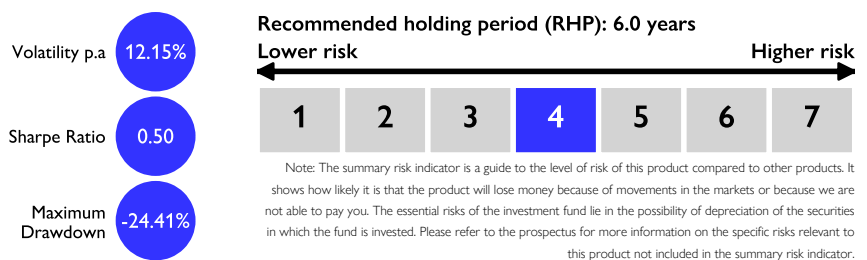 Volatility p.a
12.15%
Sharpe Ratio
0.50
Maximum
Drawdown
-24.41%
Recommended holding period (RHP): 6.0 years
Lower risk
Higher risk
1
2
3
4
5
6
7
Note: The summary risk indicator is a guide to the level of risk of this product compared to other products. It
shows how likely it is that the product will lose money because of movements in the markets or because we are
not able to pay you. The essential risks of the investment fund lie in the possibility of depreciation of the securities
in which the fund is invested. Please refer to the prospectus for more information on the specific risks relevant to
this product not included in the summary risk indicator.